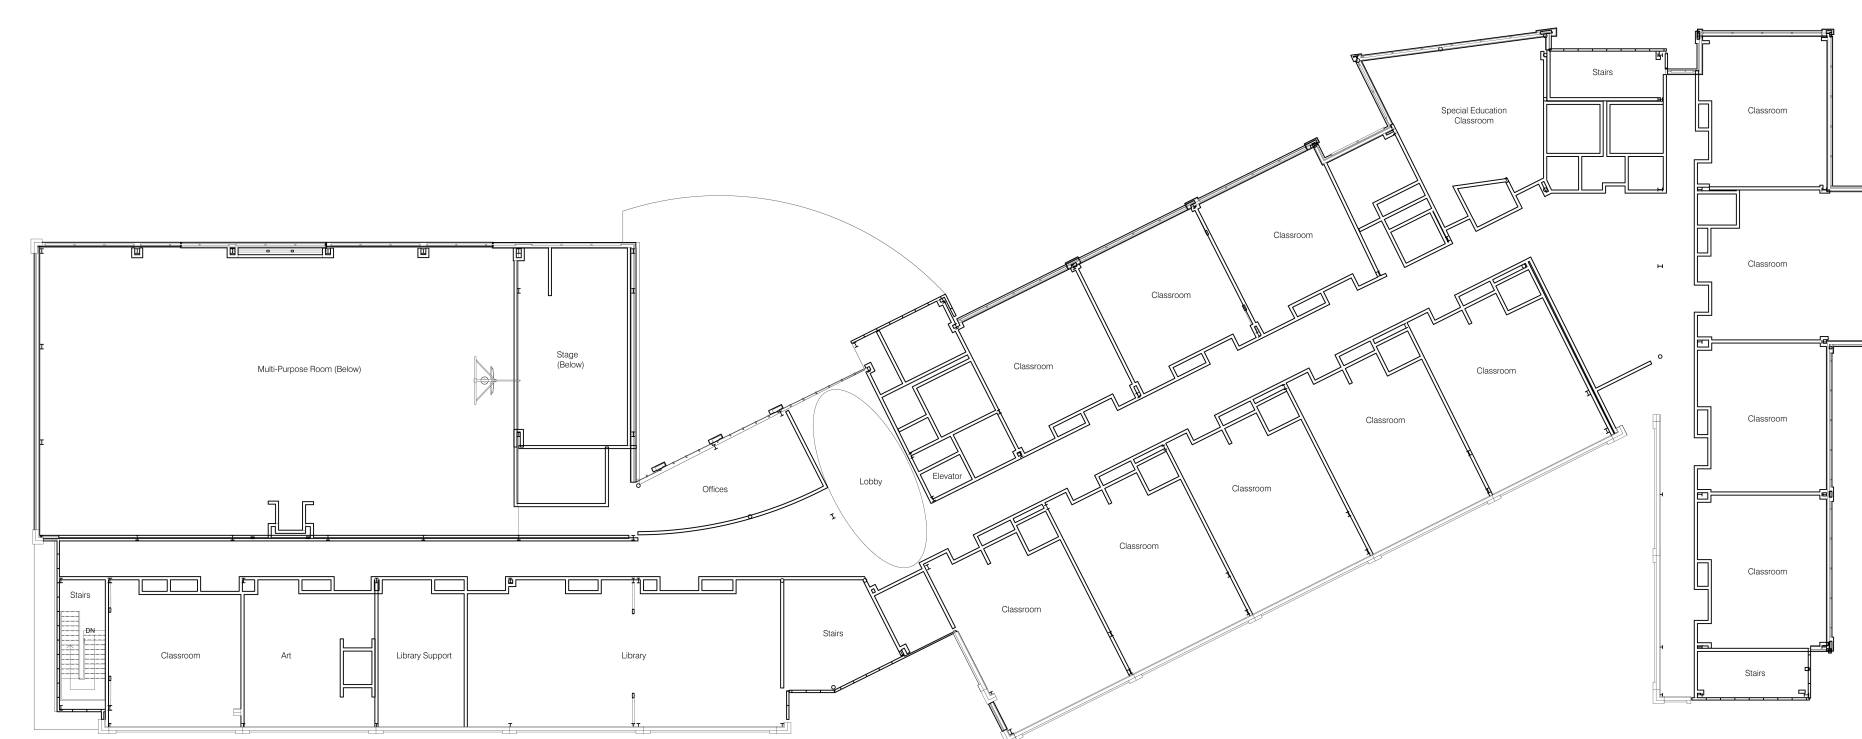 Stairs
Special Education
Classroom
Classroom
Classroom
Classroom
Classroom
Stage
(Below)
Multi-Purpose Room (Below)
Classroom
Classroom
Classroom
Classroom
Elevator
Lobby
Offices
Classroom
Classroom
Classroom
Stairs
Classroom
DN
Stairs
Classroom
Art
Library Support
Library
Stairs